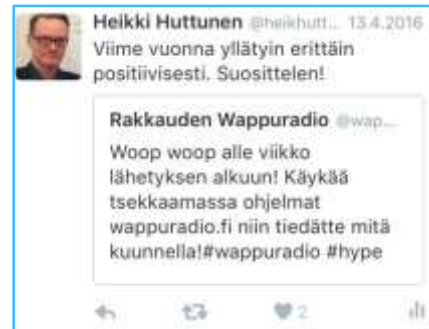 Heikki Huttunen @heikhutt... 13.4.2016
Viime vuonna yllätyin erittäin
positiivisesti. Suosittelen!
Rakkauden Wappuradio @wap...
Woop woop alle viikko
lähetyksen alkuun! Käykää
tsekkaamassa ohjelmat
wappuradio.fi niin tiedätte mitä
kuunnella!#wappuradio #hype
2